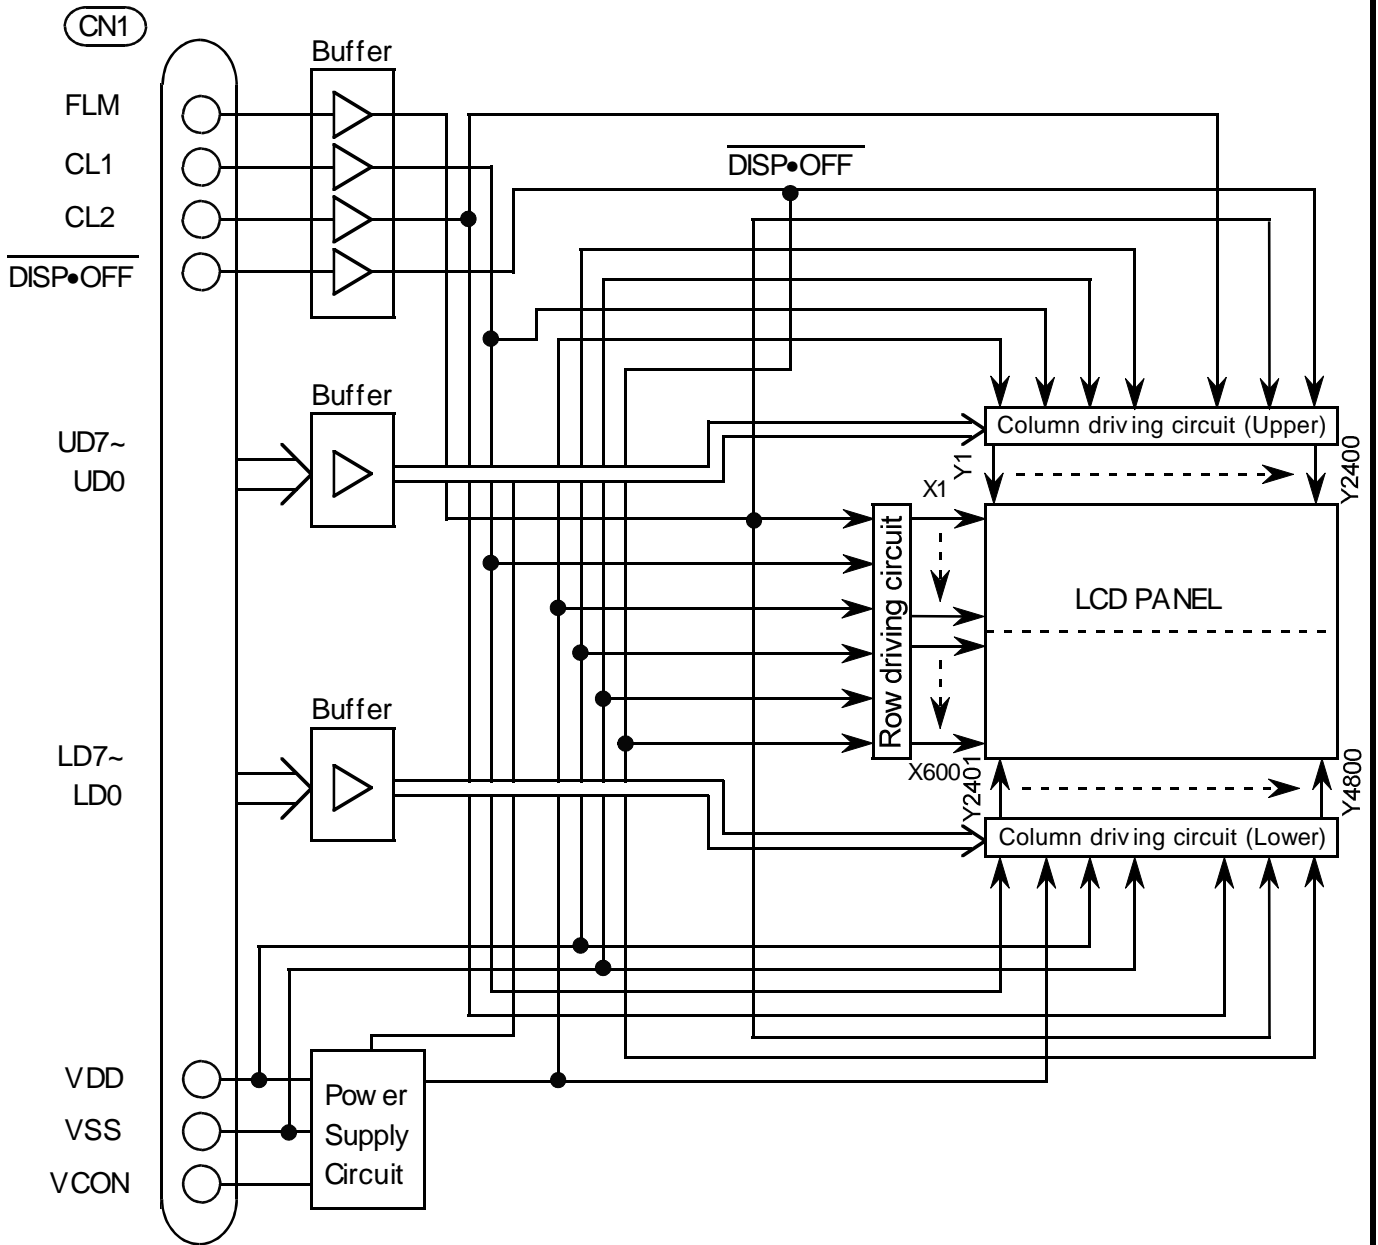 CN1
Buffer
FLM
CL1
CL2
DISP•OFF
DISP•OFF
Buffer
UD7~
UD0
Column driving circuit (Upper)
Y1
Y2400
X1
Row driving circuit
LCD PANEL
X600
Buffer
LD7~
LD0
Y2401
Y4800
Column driving circuit (Lower)
VDD
VSS
VCON
Power
Supply
Circuit